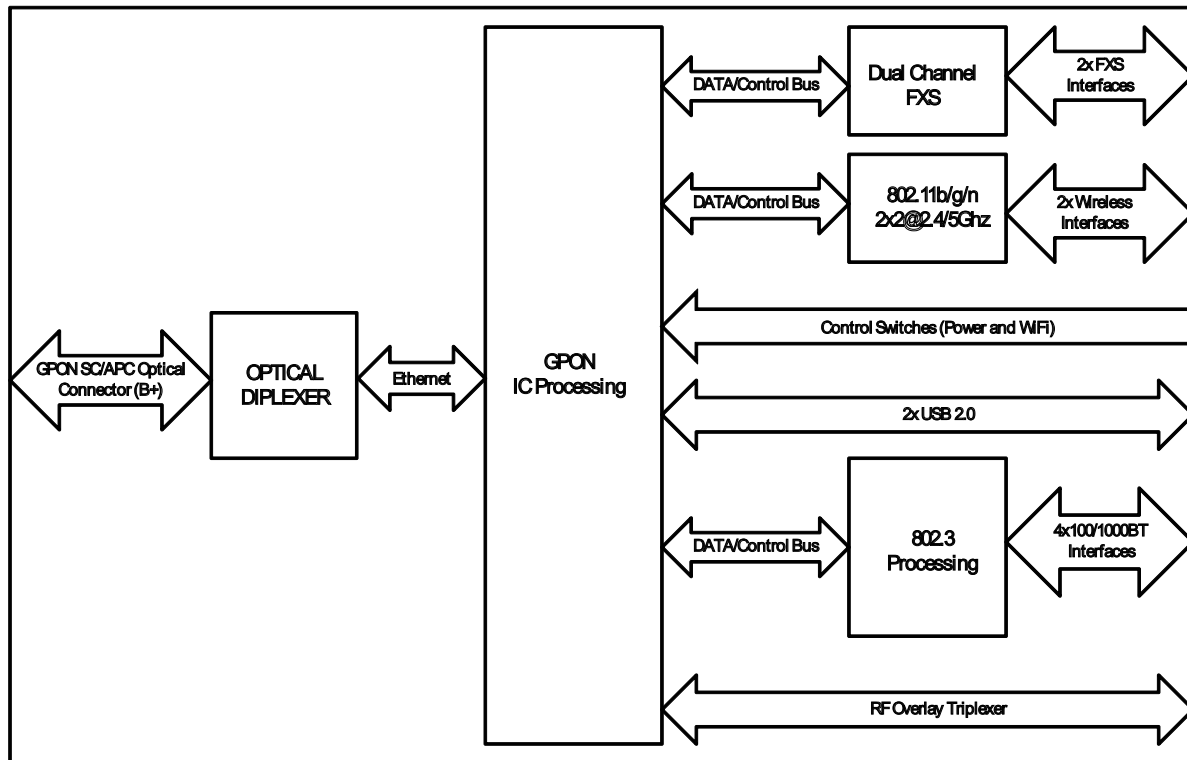 GPON SC/APC Optical
Connector (B+)
OPTICAL
DIPLEXER
Ethernet
GPON
IC Processing
DATA/Control Bus
Dual Channel
FXS
2x FXS
Interfaces
DATA/Control Bus
802.11b/g/n
2x2@2.4/5Ghz
2x Wireless
Interfaces
Control Switches (Power and WiFi)
2x USB 2.0
DATA/Control Bus
802.3
Processing
4x100/1000BT
Interfaces
RF Overlay Triplexer